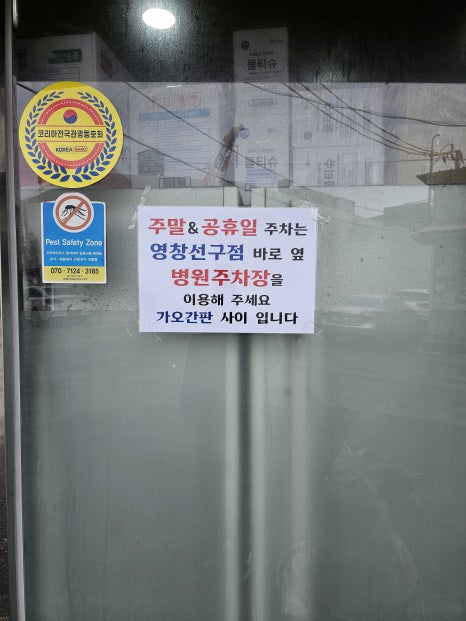 물티슈
물티슈
코리아전국관광동호회
KOREA
Pest Safety Zone
070 - 7124 - 3185
주말&공휴일 주차는
영창선구점 바로 옆
병원주차장을
이용해 주세요
가오간판 사이 입니다